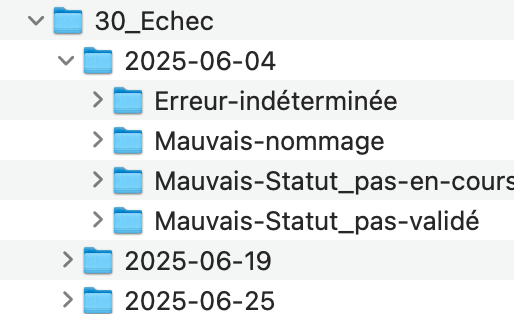 30_Echec
2025-06-04
Erreur-indéterminée
Mauvais-nommage
Mauvais-Statut_pas-en-cours
Mauvais-Statut_pas-validé
2025-06-19
2025-06-25